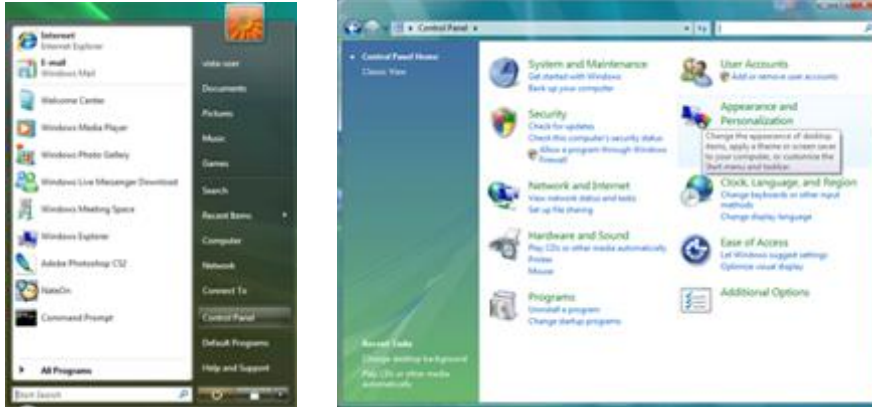 Internet
Internet Explorer
E-mail
Windows Mail
Welcome Center
Windows Media Player
Windows Photo Gallery
Windows Live Messenger Download
Windows Meeting Space
Windows Explorer
Adobe Photoshop CS2
NateOn
Command Prompt
All Programs
Start Search
vista user
Documents
Pictures
Music
Games
Search
Recent Items
Computer
Network
Connect To
Control Panel
Default Programs
Help and Support
Control Panel
Control Panel Home
Classic View
System and Maintenance
Get started with Windows
Back up your computer
Security
Check for updates
Check this computer's security status
Allow a program through Windows
Firewall
Network and Internet
View network status and tasks
Set up file sharing
Hardware and Sound
Play CDs or other media automatically
Printer
Mouse
Programs
Uninstall a program
Change startup programs
User Accounts
Add or remove user accounts
Appearance and
Personalization
Change the appearance of desktop
items, apply a theme or screen saver
to your computer, or customize the
Start menu and taskbar.
Clock, Language, and Region
Change keyboards or other input
methods
Change display language
Ease of Access
Let Windows suggest settings
Optimize visual display
Additional Options
Recent Tasks
Change desktop background
Play CDs or other media
automatically